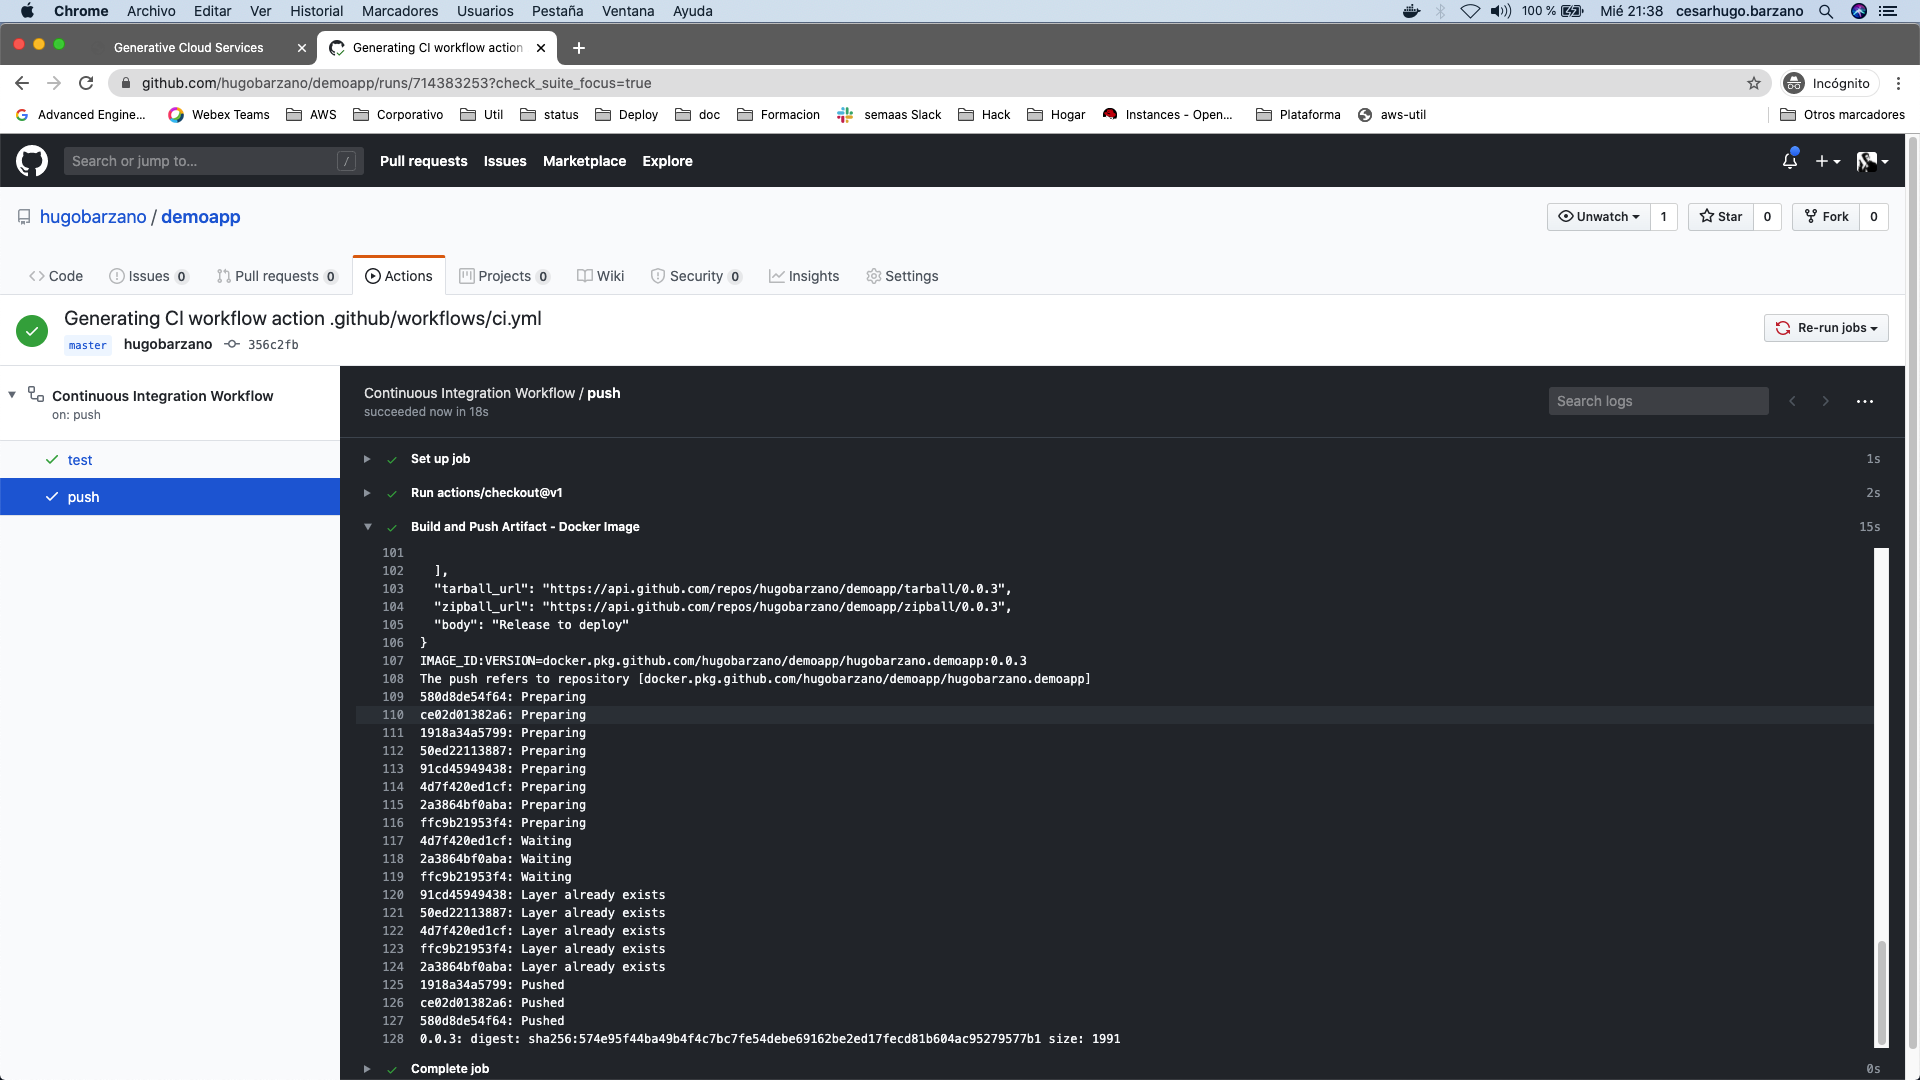 Chrome Archivo Editar Ver Historial Marcadores Usuarios Pestaña Ventana Ayuda 100 % Mié 21:38 cesarhugo.barzano
Generative Cloud Services Generating CI workflow action
github.com/hugobarzano/demoapp/runs/714383253?check_suite_focus=true Incógnito
Advanced Engine... Webex Teams AWS Corporativo Util status Deploy doc Formacion semaas Slack Hack Hogar Instances - Open... Plataforma aws-util Otros marcadores
Search or jump to... / Pull requests Issues Marketplace Explore
hugobarzano / demoapp Unwatch 1 Star 0 Fork 0
Code Issues 0 Pull requests 0 Actions Projects 0 Wiki Security 0 Insights Settings
Generating CI workflow action .github/workflows/ci.yml
master hugobarzano 356c2fb
Re-run jobs
Continuous Integration Workflow
on: push
test
push
Continuous Integration Workflow / push
succeeded now in 18s
Search logs
Set up job 1s
Run actions/checkout@v1 2s
Build and Push Artifact - Docker Image 15s
101
102 ],
103 "tarball_url": "https://api.github.com/repos/hugobarzano/demoapp/tarball/0.0.3",
104 "zipball_url": "https://api.github.com/repos/hugobarzano/demoapp/zipball/0.0.3",
105 "body": "Release to deploy"
106 }
107 IMAGE_ID:VERSION=docker.pkg.github.com/hugobarzano/demoapp/hugobarzano.demoapp:0.0.3
108 The push refers to repository [docker.pkg.github.com/hugobarzano/demoapp/hugobarzano.demoapp]
109 580d8de54f64: Preparing
110 ce02d01382a6: Preparing
111 1918a34a5799: Preparing
112 50ed22113887: Preparing
113 91cd45949438: Preparing
114 4d7f420ed1cf: Preparing
115 2a3864bf0aba: Preparing
116 ffc9b21953f4: Preparing
117 4d7f420ed1cf: Waiting
118 2a3864bf0aba: Waiting
119 ffc9b21953f4: Waiting
120 91cd45949438: Layer already exists
121 50ed22113887: Layer already exists
122 4d7f420ed1cf: Layer already exists
123 ffc9b21953f4: Layer already exists
124 2a3864bf0aba: Layer already exists
125 1918a34a5799: Pushed
126 ce02d01382a6: Pushed
127 580d8de54f64: Pushed
128 0.0.3: digest: sha256:574e95f44ba49b4f4c7bc7fe54debe69162be2ed17fecd81b604ac95279577b1 size: 1991
Complete job 0s